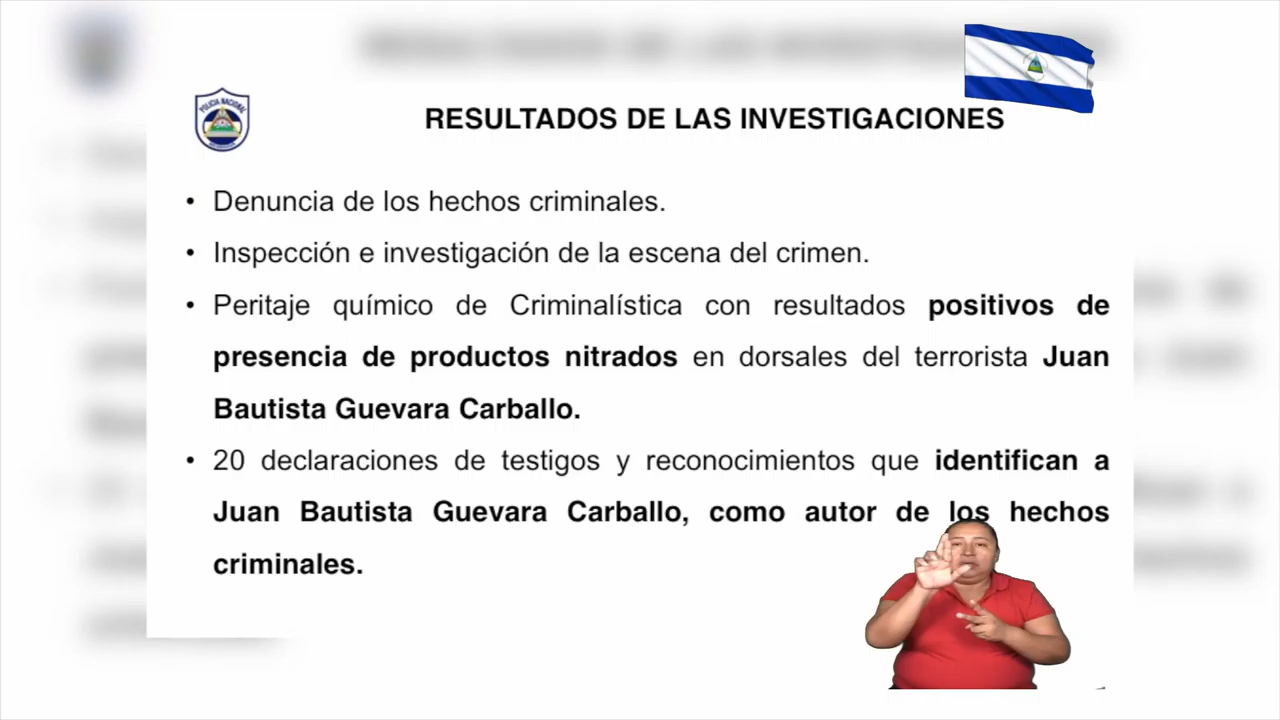 POLICIA NACIONAL
RESULTADOS DE LAS INVESTIGACIONES
• Denuncia de los hechos criminales.
• Inspección e investigación de la escena del crimen.
• Peritaje químico de Criminalística con resultados positivos de
presencia de productos nitrados en dorsales del terrorista Juan
Bautista Guevara Carballo.
• 20 declaraciones de testigos y reconocimientos que identifican a
Juan Bautista Guevara Carballo, como autor de los hechos
criminales.